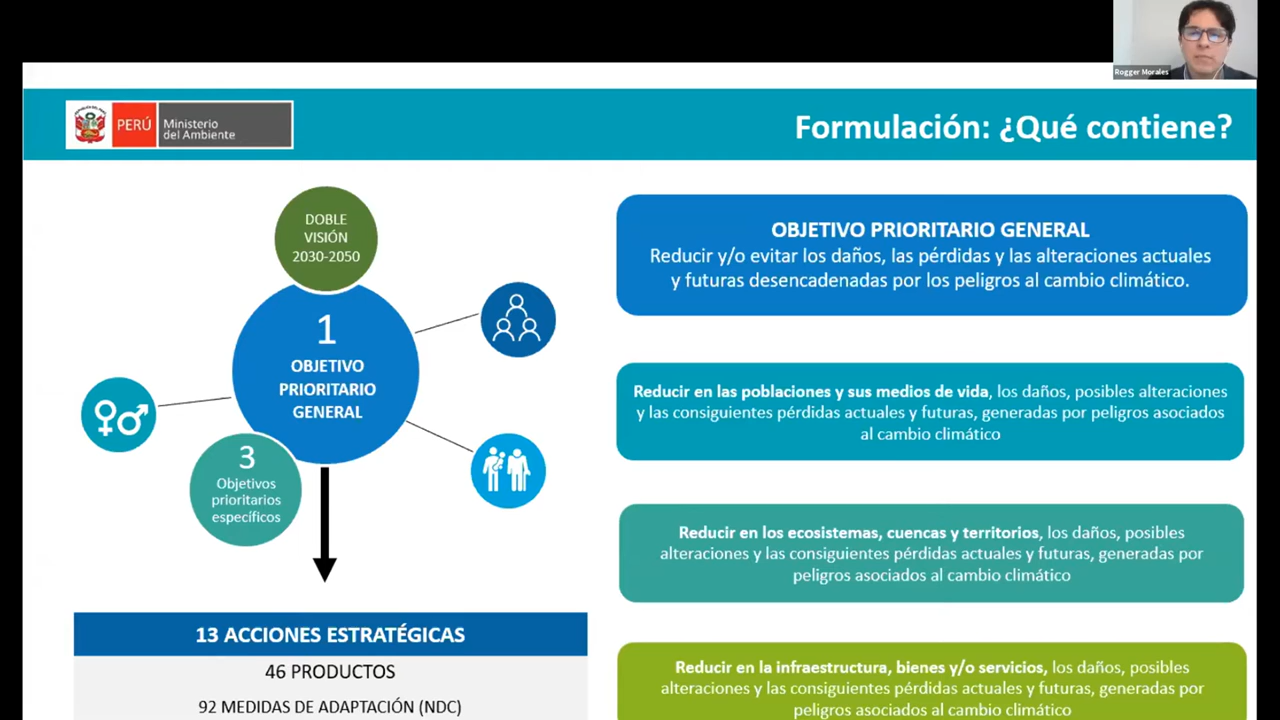 Rogger Morales
PERÚ
Ministerio
del Ambiente
Formulación: ¿Qué contiene?
DOBLE
VISIÓN
2030-2050
1
OBJETIVO
PRIORITARIO
GENERAL
3
Objetivos
prioritarios
específicos
13 ACCIONES ESTRATÉGICAS
46 PRODUCTOS
92 MEDIDAS DE ADAPTACIÓN (NDC)
OBJETIVO PRIORITARIO GENERAL
Reducir y/o evitar los daños, las pérdidas y las alteraciones actuales
y futuras desencadenadas por los peligros al cambio climático.
Reducir en las poblaciones y sus medios de vida, los daños, posibles alteraciones
y las consiguientes pérdidas actuales y futuras, generadas por peligros asociados
al cambio climático
Reducir en los ecosistemas, cuencas y territorios, los daños, posibles
alteraciones y las consiguientes pérdidas actuales y futuras, generadas por
peligros asociados al cambio climático
Reducir en la infraestructura, bienes y/o servicios, los daños, posibles
alteraciones y las consiguientes pérdidas actuales y futuras, generadas por
peligros asociados al cambio climático